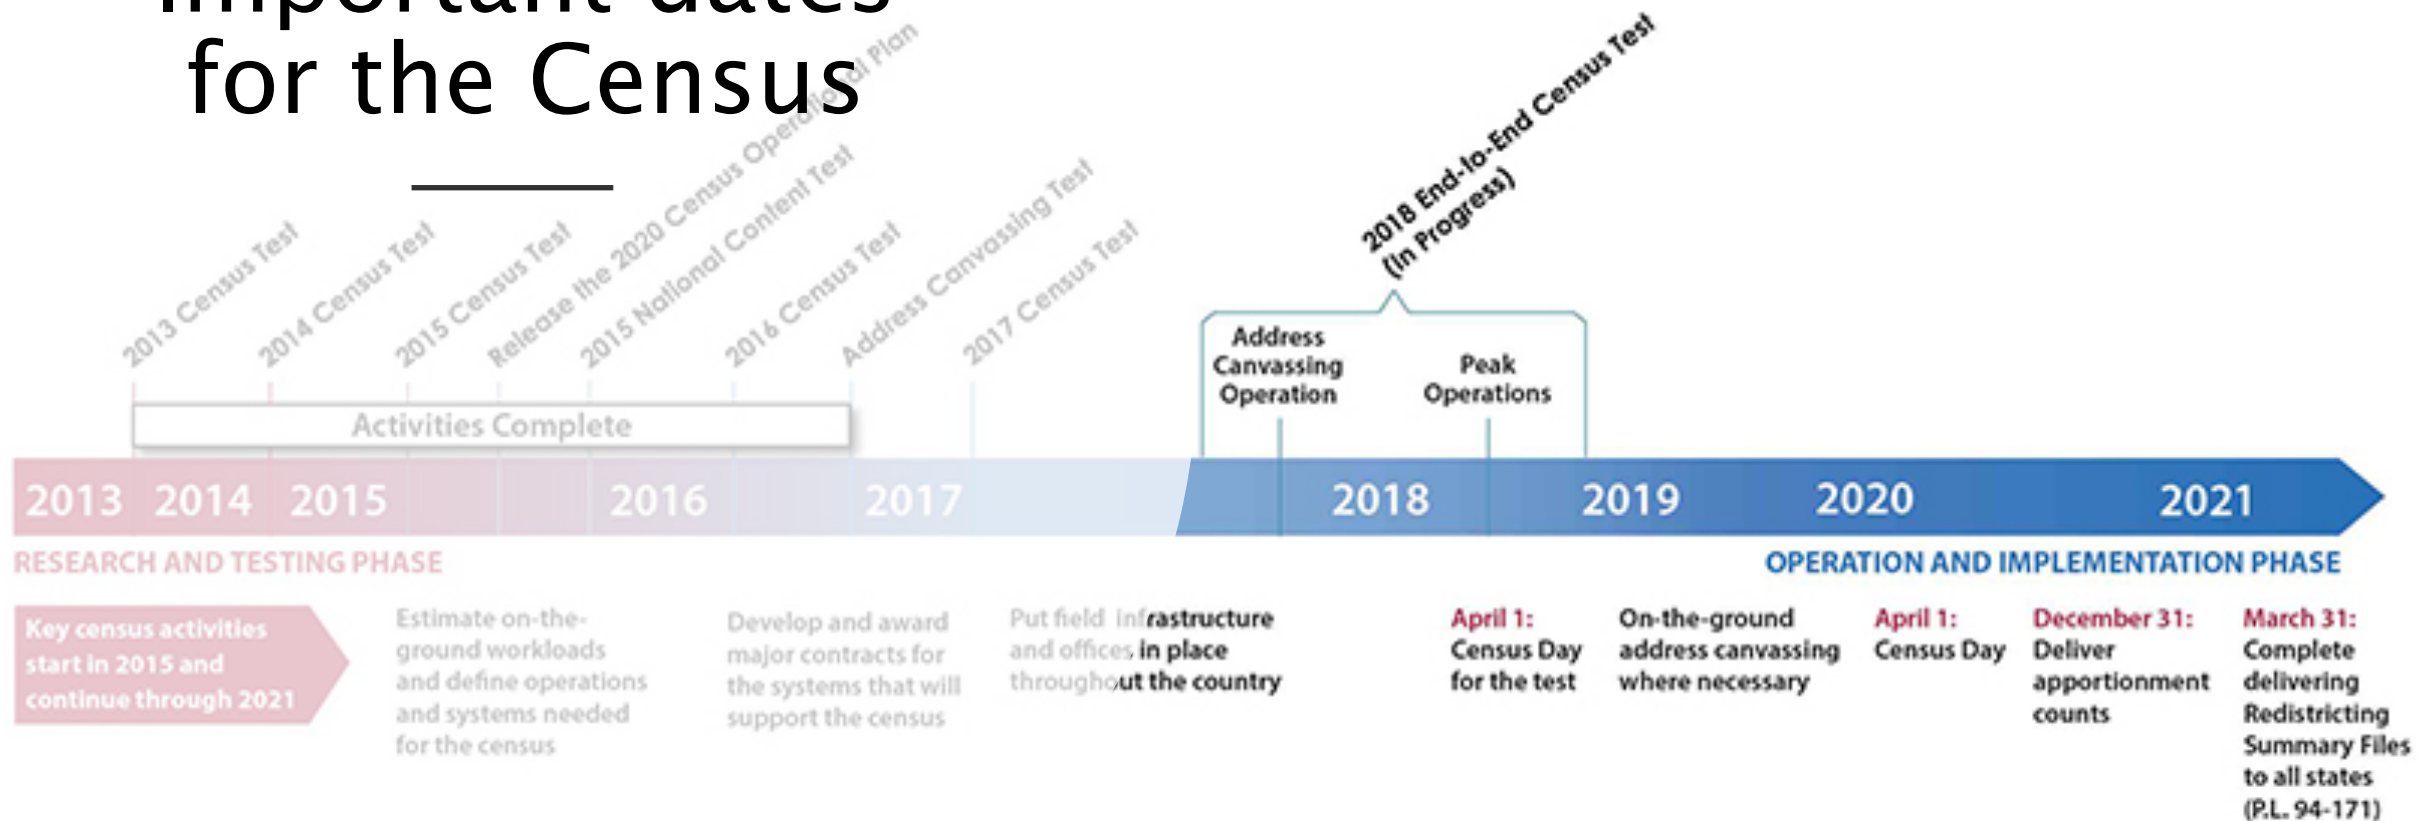 Important dates
for the Census
2013 Census Test
2014 Census Test
2015 Census Test
Release the 2020 Census Operational Plan
2015 National Content Test
2016 Census Test
Address Canvassing Test
2017 Census Test
2018 End-to-End Census Test
(In Progress)
Address
Canvassing
Operation
Peak
Operations
Activities Complete
2013 2014 2015 2016 2017 2018 2019 2020 2021
RESEARCH AND TESTING PHASE
OPERATION AND IMPLEMENTATION PHASE
Key census activities
start in 2015 and
continue through 2021
Estimate on-the-
ground workloads
and define operations
and systems needed
for the census
Develop and award
major contracts for
the systems that will
support the census
Put field infrastructure
and offices, in place
throughout the country
April 1:
Census Day
for the test
On-the-ground
address canvassing
where necessary
April 1:
Census Day
December 31:
Deliver
apportionment
counts
March 31:
Complete
delivering
Redistricting
Summary Files
to all states
(P.L. 94-171)